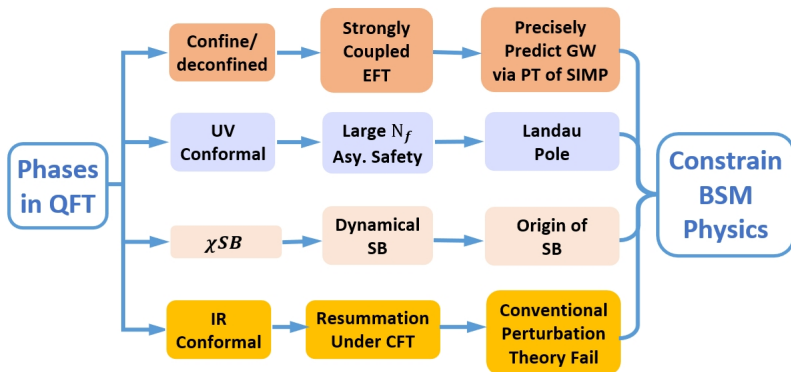 Phases
in QFT
Confine/
deconfined
Strongly
Coupled
EFT
Precisely
Predict GW
via PT of SIMP
UV
Conformal
Large N_f
Asy. Safety
Landau
Pole
χSB
Dynamical
SB
Origin of
SB
IR
Conformal
Resummation
Under CFT
Conventional
Perturbation
Theory Fail
Constrain
BSM
Physics